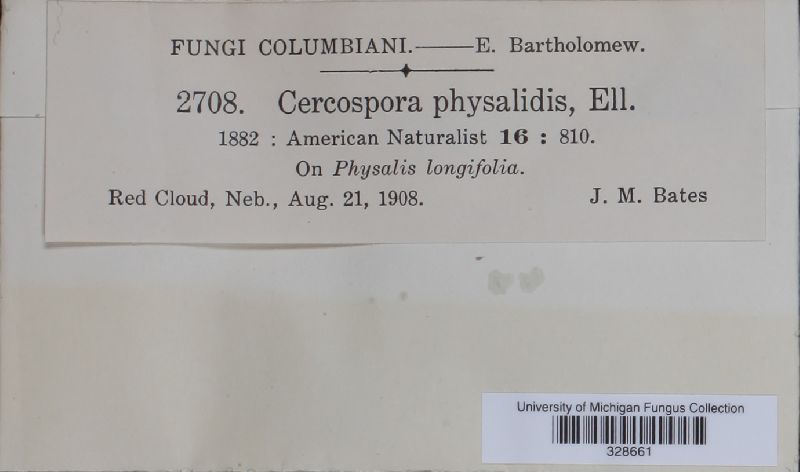 FUNGI COLUMBIANI.——E. Bartholomew.
2708. Cercospora physalidis, Ell.
1882 : American Naturalist 16 : 810.
On Physalis longifolia.
Red Cloud, Neb., Aug. 21, 1908. J. M. Bates
University of Michigan Fungus Collection
328661